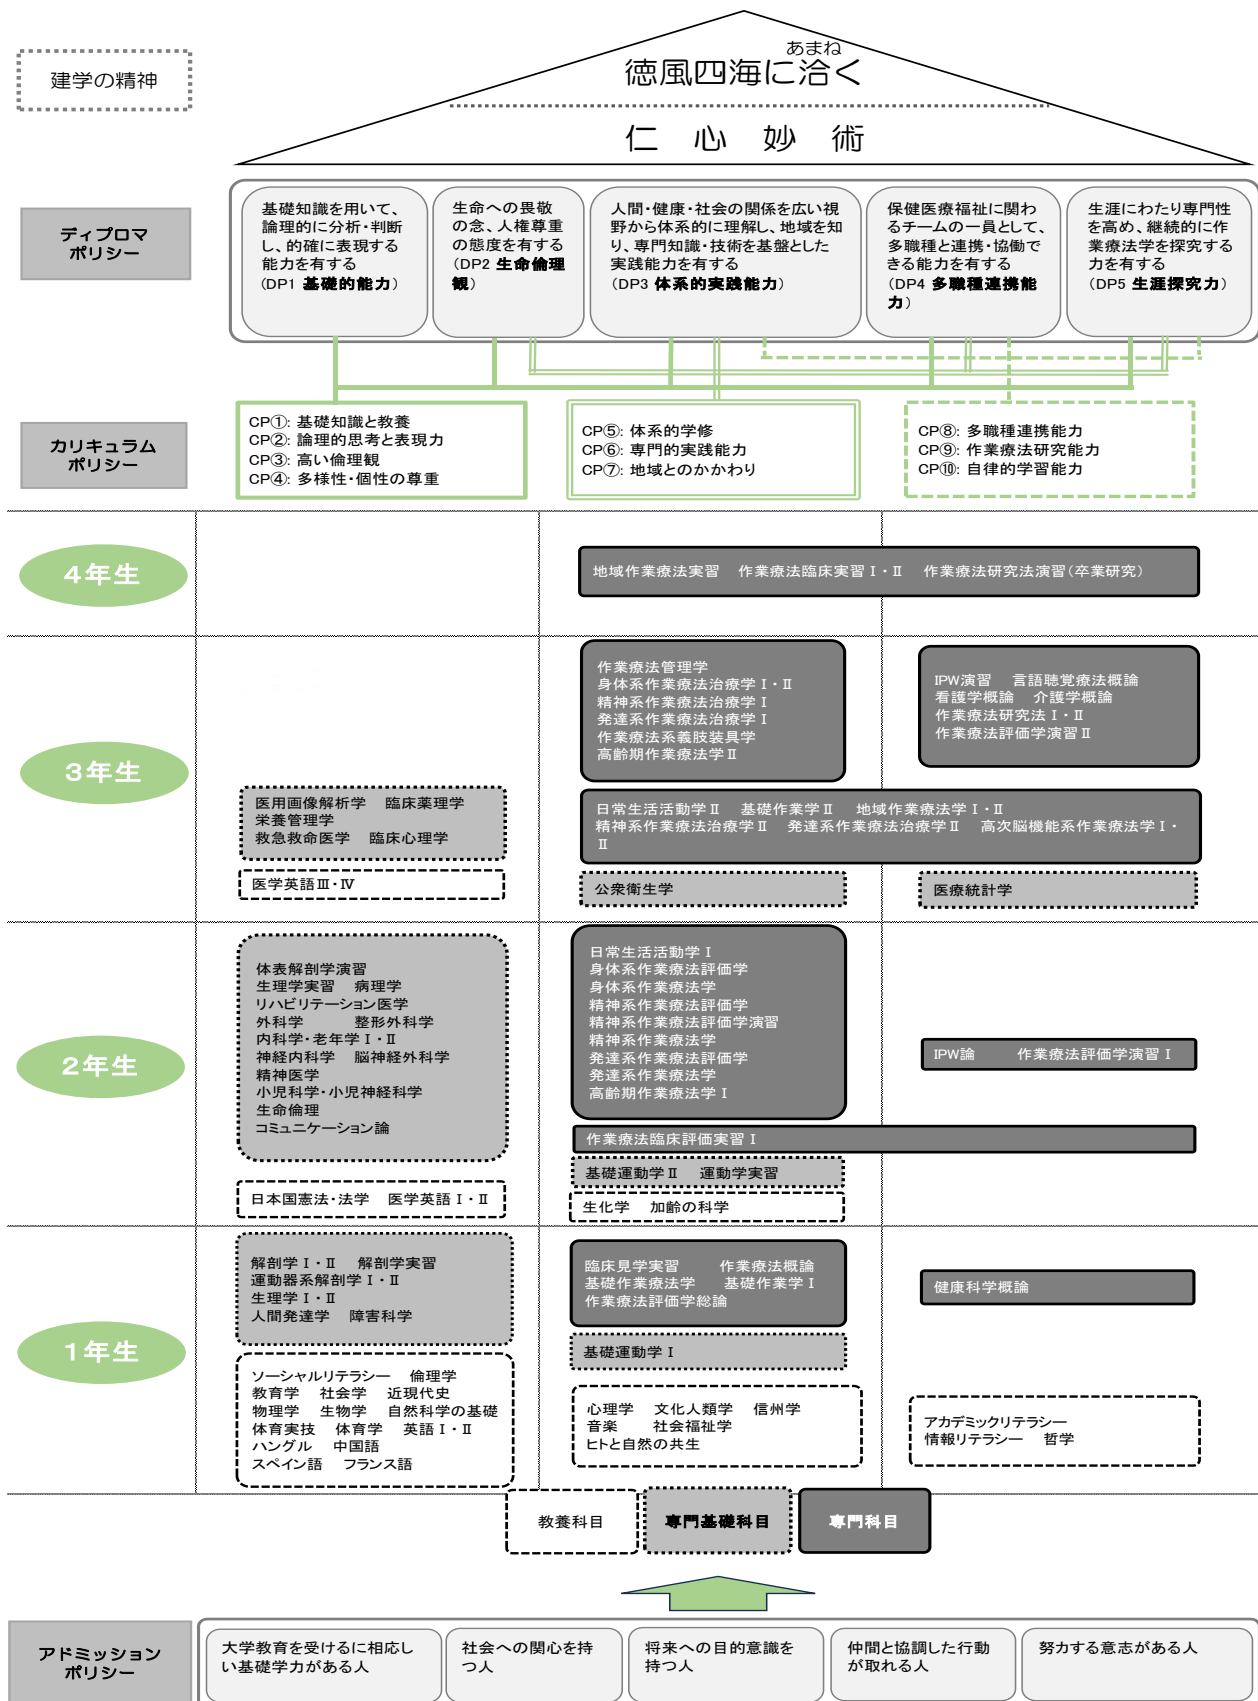 建学の精神
あまね
徳風四海に洽く
仁 心 妙 術
ディプロマ
ポリシー
基礎知識を用いて、
論理的に分析・判断
し、的確に表現する
能力を有する
(DP1 基礎的能力)
生命への畏敬
の念、人権尊重
の態度を有する
(DP2 生命倫理
観)
人間・健康・社会の関係を広い視
野から体系的に理解し、地域を知
り、専門知識・技術を基盤とした
実践能力を有する
(DP3 体系的実践能力)
保健医療福祉に関わ
るチームの一員として、
多職種と連携・協働で
きる能力を有する
(DP4 多職種連携能
力)
生涯にわたり専門性
を高め、継続的に作
業療法学を探究する
力を有する
(DP5 生涯探究力)
カリキュラム
ポリシー
CP①: 基礎知識と教養
CP②: 論理的思考と表現力
CP③: 高い倫理観
CP④: 多様性・個性の尊重
CP⑤: 体系的学修
CP⑥: 専門的実践能力
CP⑦: 地域とのかかわり
CP⑧: 多職種連携能力
CP⑨: 作業療法研究能力
CP⑩: 自律的学習能力
4年生
地域作業療法実習 作業療法臨床実習Ⅰ・Ⅱ 作業療法研究法演習(卒業研究)
3年生
医用画像解析学 臨床薬理学
栄養管理学
救急救命医学 臨床心理学
医学英語Ⅲ・Ⅳ
作業療法管理学
身体系作業療法治療学Ⅰ・Ⅱ
精神系作業療法治療学Ⅰ
発達系作業療法治療学Ⅰ
作業療法系義肢装具学
高齢期作業療法学Ⅱ
IPW演習 言語聴覚療法概論
看護学概論 介護学概論
作業療法研究法Ⅰ・Ⅱ
作業療法評価学演習Ⅱ
日常生活活動学Ⅱ 基礎作業学Ⅱ 地域作業療法学Ⅰ・Ⅱ
精神系作業療法治療学Ⅱ 発達系作業療法治療学Ⅱ 高次脳機能系作業療法学Ⅰ・
Ⅱ
公衆衛生学
医療統計学
2年生
体表解剖学演習
生理学実習 病理学
リハビリテーション医学
外科学 整形外科学
内科学・老年学Ⅰ・Ⅱ
神経内科学 脳神経外科学
精神医学
小児科学・小児神経科学
生命倫理
コミュニケーション論
日本国憲法・法学 医学英語Ⅰ・Ⅱ
日常生活活動学Ⅰ
身体系作業療法評価学
身体系作業療法学
精神系作業療法評価学
精神系作業療法評価学演習
精神系作業療法学
発達系作業療法評価学
発達系作業療法学
高齢期作業療法学Ⅰ
IPW論 作業療法評価学演習Ⅰ
作業療法臨床評価実習Ⅰ
基礎運動学Ⅱ 運動学実習
生化学 加齢の科学
1年生
解剖学Ⅰ・Ⅱ 解剖学実習
運動器系解剖学Ⅰ・Ⅱ
生理学Ⅰ・Ⅱ
人間発達学 障害科学
ソーシャルリテラシー 倫理学
教育学 社会学 近現代史
物理学 生物学 自然科学の基礎
体育実技 体育学 英語Ⅰ・Ⅱ
ハングル 中国語
スペイン語 フランス語
臨床見学実習 作業療法概論
基礎作業療法学 基礎作業学Ⅰ
作業療法評価学総論
基礎運動学Ⅰ
心理学 文化人類学 信州学
音楽 社会福祉学
ヒトと自然の共生
健康科学概論
アカデミックリテラシー
情報リテラシー 哲学
教養科目
専門基礎科目
専門科目
アドミッション
ポリシー
大学教育を受けるに相応し
い基礎学力がある人
社会への関心を持
つ人
将来への目的意識を
持つ人
仲間と協調した行動
が取れる人
努力する意志がある人